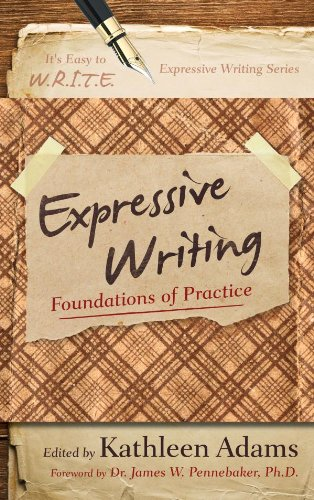 It's Easy to
W.R.I.T.E.
Expressive Writing Series
Expressive
Writing
Foundations of Practice
Edited by Kathleen Adams
Foreword by Dr. James W. Pennebaker, Ph.D.